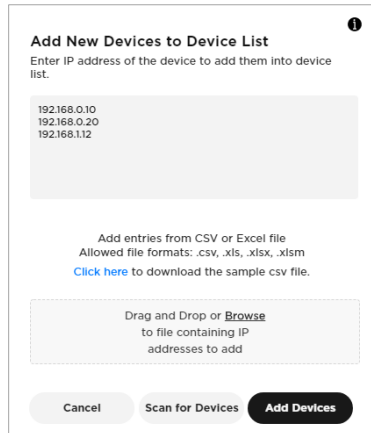 Add New Devices to Device List
Enter IP address of the device to add them into device
list.
192.168.0.10
192.168.0.20
192.168.1.12
Add entries from CSV or Excel file
Allowed file formats: .csv, .xls, .xlsx, .xlsm
Click here to download the sample csv file.
Drag and Drop or Browse
to file containing IP
addresses to add
Cancel Scan for Devices Add Devices